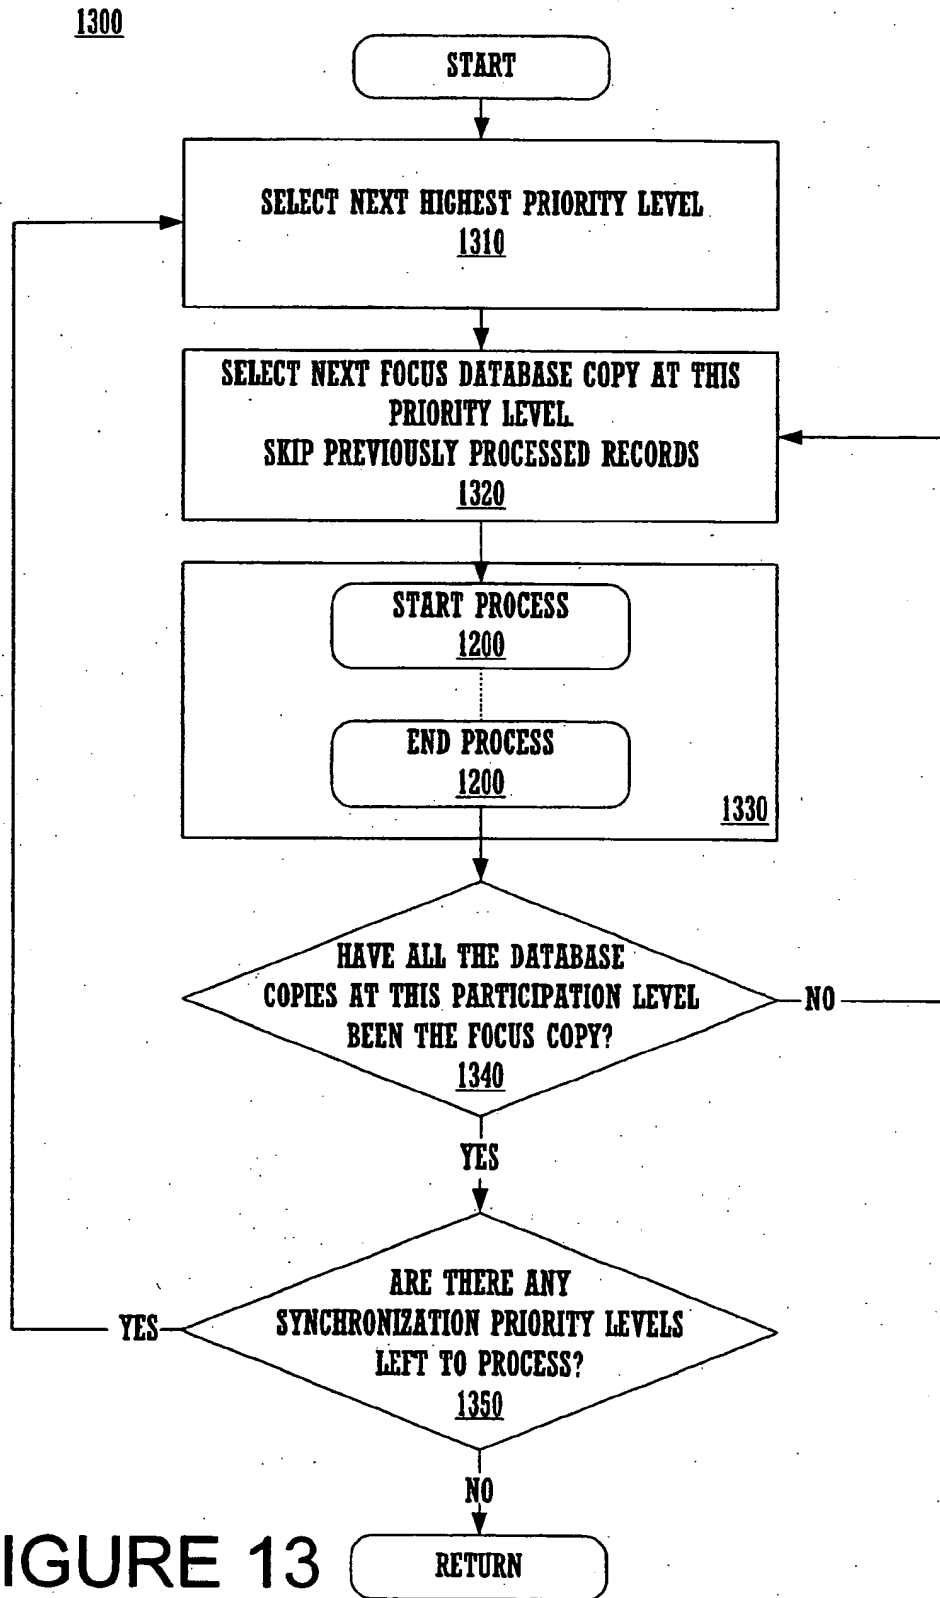 1300
START
SELECT NEXT HIGHEST PRIORITY LEVEL
1310
SELECT NEXT FOCUS DATABASE COPY AT THIS
PRIORITY LEVEL.
SKIP PREVIOUSLY PROCESSED RECORDS
1320
START PROCESS
1200
END PROCESS
1200
1330
HAVE ALL THE DATABASE
COPIES AT THIS PARTICIPATION LEVEL
BEEN THE FOCUS COPY?
1340
NO
YES
ARE THERE ANY
SYNCHRONIZATION PRIORITY LEVELS
LEFT TO PROCESS?
1350
YES
NO
RETURN
IGURE 13